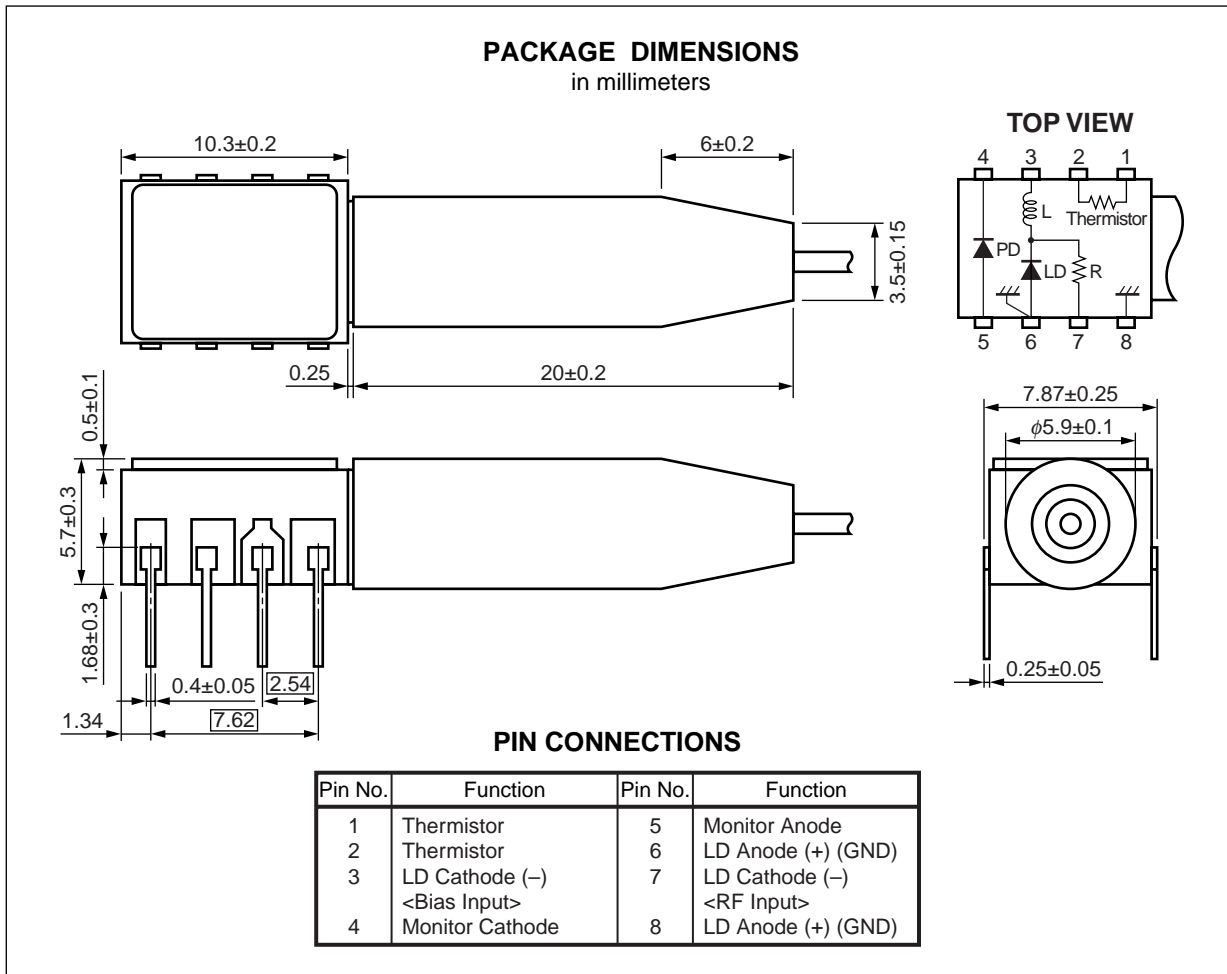 PACKAGE DIMENSIONS
in millimeters
10.3±0.2
6±0.2
3.5±0.15
0.25
20±0.2
TOP VIEW
4 3 2 1
L
Thermistor
PD
LD
R
5 6 7 8
0.5±0.1
5.7±0.3
1.68±0.3
0.4±0.05
2.54
1.34
7.62
7.87±0.25
ϕ5.9±0.1
0.25±0.05
PIN CONNECTIONS
Pin No. Function Pin No. Function
1 Thermistor 5 Monitor Anode
2 Thermistor 6 LD Anode (+) (GND)
3 LD Cathode (–) 7 LD Cathode (–)
<Bias Input> <RF Input>
4 Monitor Cathode 8 LD Anode (+) (GND)